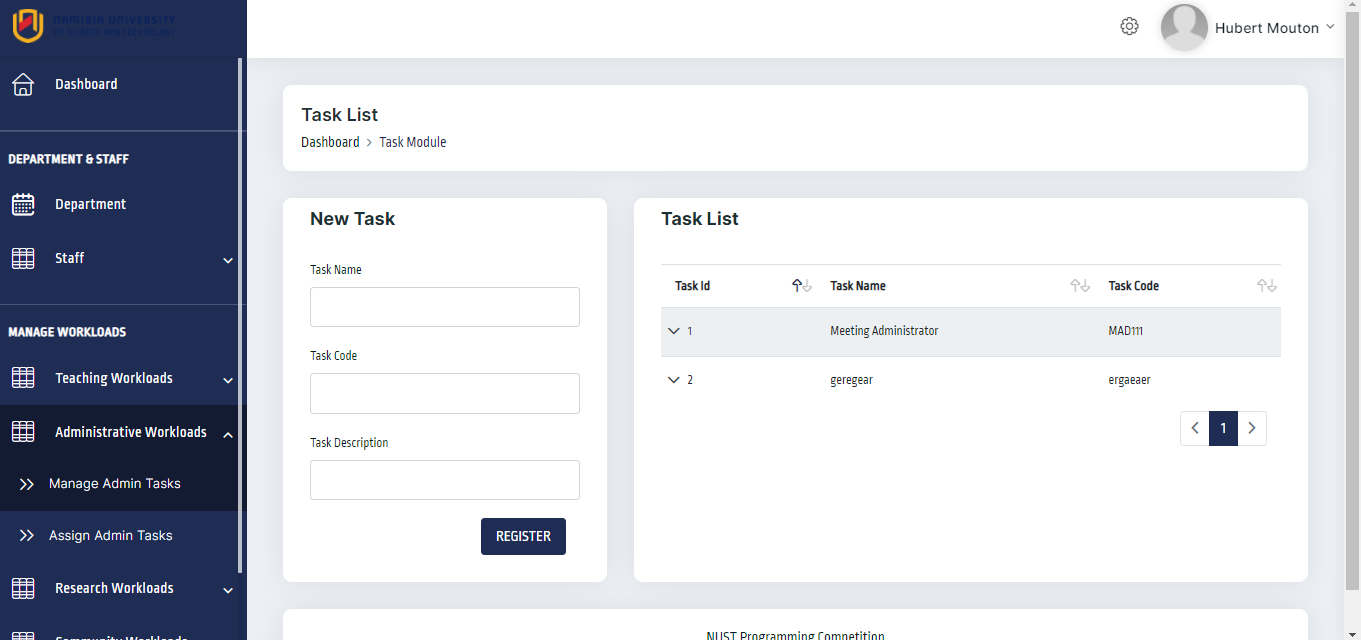 NAMIBIA UNIVERSITY
OF SCIENCE AND TECHNOLOGY
Hubert Mouton
Dashboard
DEPARTMENT & STAFF
Department
Staff
MANAGE WORKLOADS
Teaching Workloads
Administrative Workloads
Manage Admin Tasks
Assign Admin Tasks
Research Workloads
Community Workloads
Task List
Dashboard > Task Module
New Task
Task Name
Task Code
Task Description
REGISTER
Task List
Task Id Task Name Task Code
1 Meeting Administrator MAD111
2 geregear ergaeaer
1
NUST Programming Competition